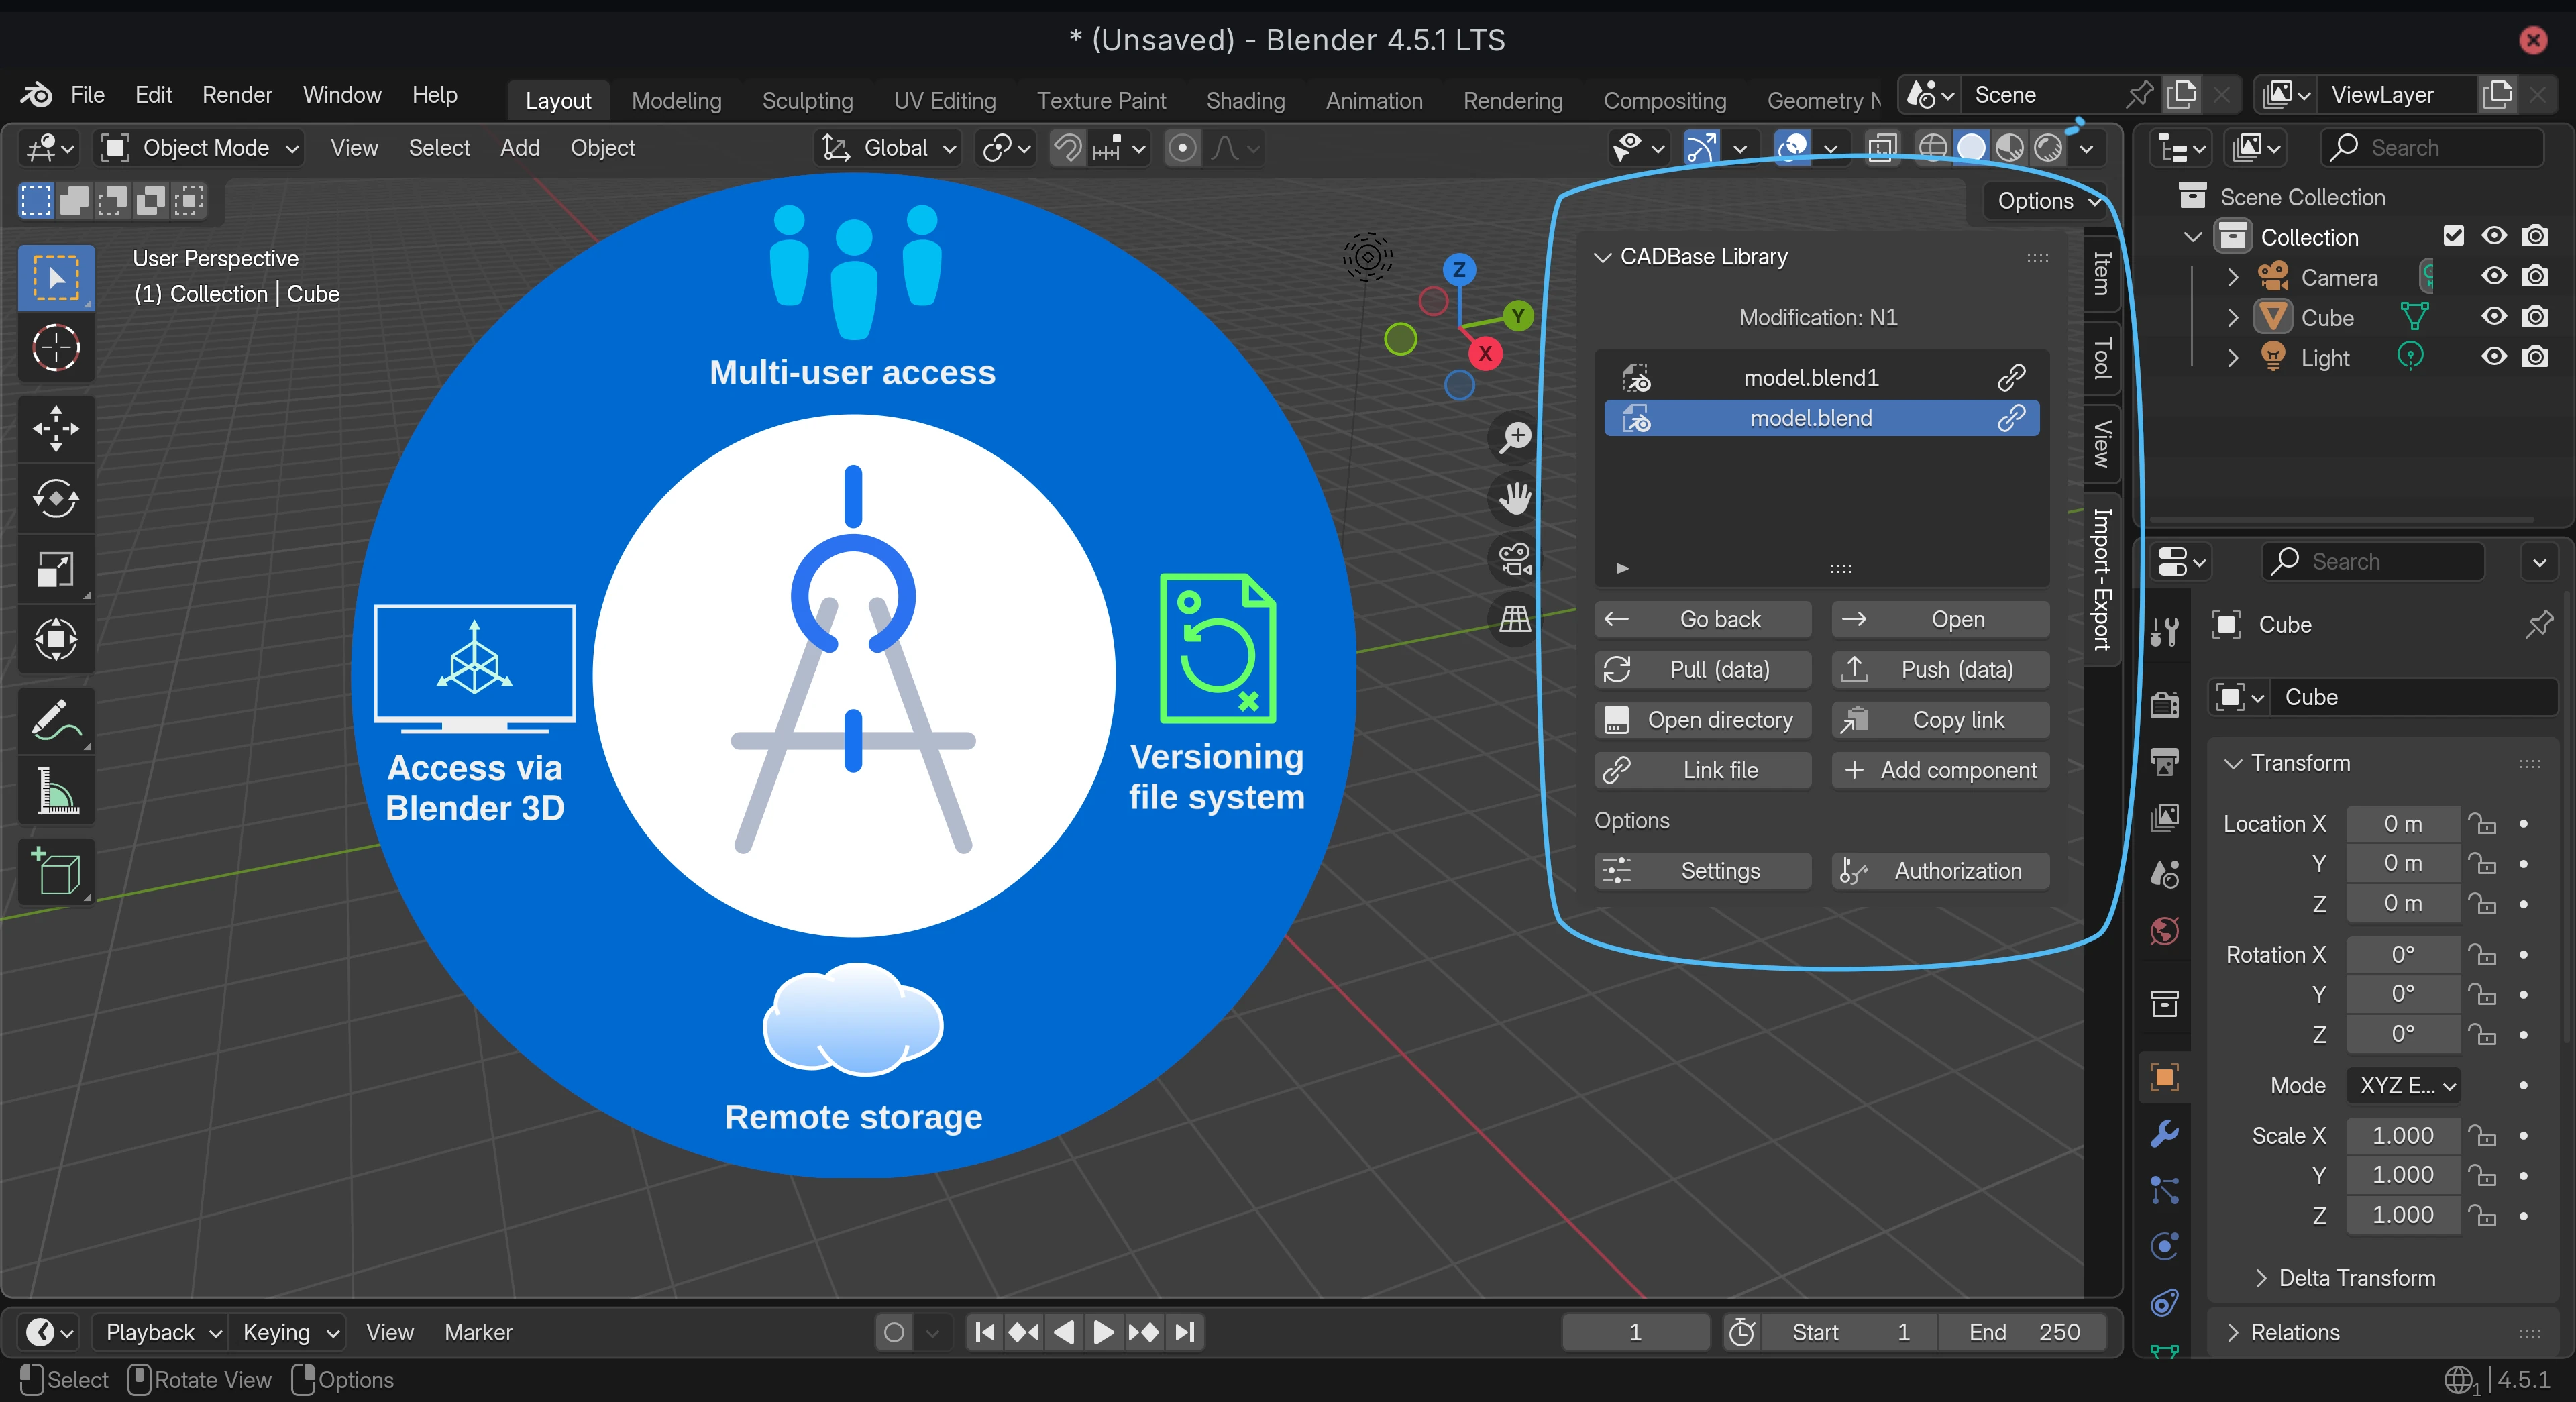 * (Unsaved) - Blender 4.5.1 LTS
File Edit Render Window Help Layout Modeling Sculpting UV Editing Texture Paint Shading Animation Rendering Compositing Geometry N Scene ViewLayer
Object Mode View Select Add Object Global Search
Options
User Perspective
(1) Collection | Cube
Multi-user access
Access via
Blender 3D
Versioning
file system
Remote storage
Z
Y
X
CADBase Library
Modification: N1
model.blend1
model.blend
Go back Open
Pull (data) Push (data)
Open directory Copy link
Link file Add component
Options
Settings Authorization
Item
Tool
View
Import-Export
Scene Collection
Collection
Camera
Cube
Light
Search
Cube
Cube
Transform
Location X 0 m
Y 0 m
Z 0 m
Rotation X 0°
Y 0°
Z 0°
Mode XYZ E...
Scale X 1.000
Y 1.000
Z 1.000
Delta Transform
Relations
Playback Keying View Marker 1 Start 1 End 250
Select Rotate View Options 1 | 4.5.1